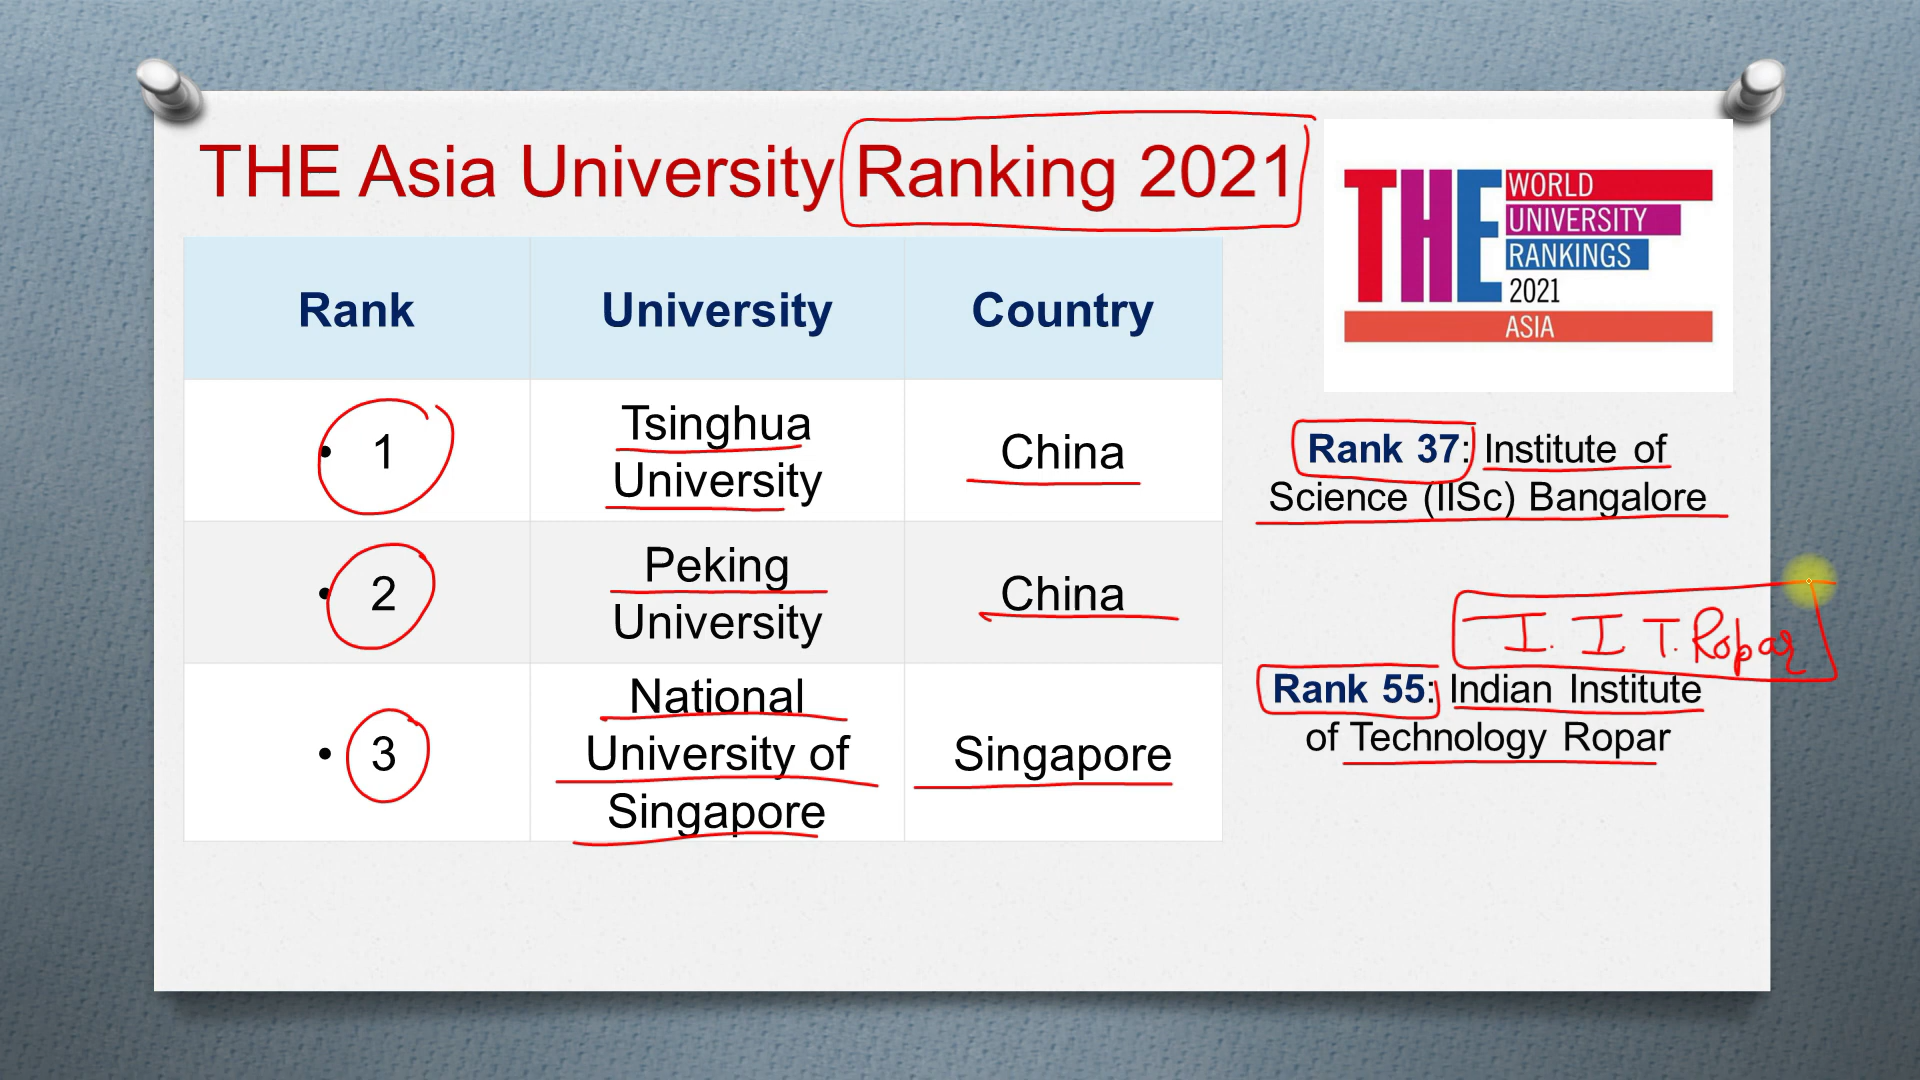 THE Asia University Ranking 2021
THE WORLD
UNIVERSITY
RANKINGS
2021
ASIA
Rank University Country
• 1 Tsinghua University China
• 2 Peking University China
• 3 National University of Singapore Singapore
Rank 37: Institute of
Science (IISc) Bangalore
I. I T. Ropar
Rank 55: Indian Institute
of Technology Ropar